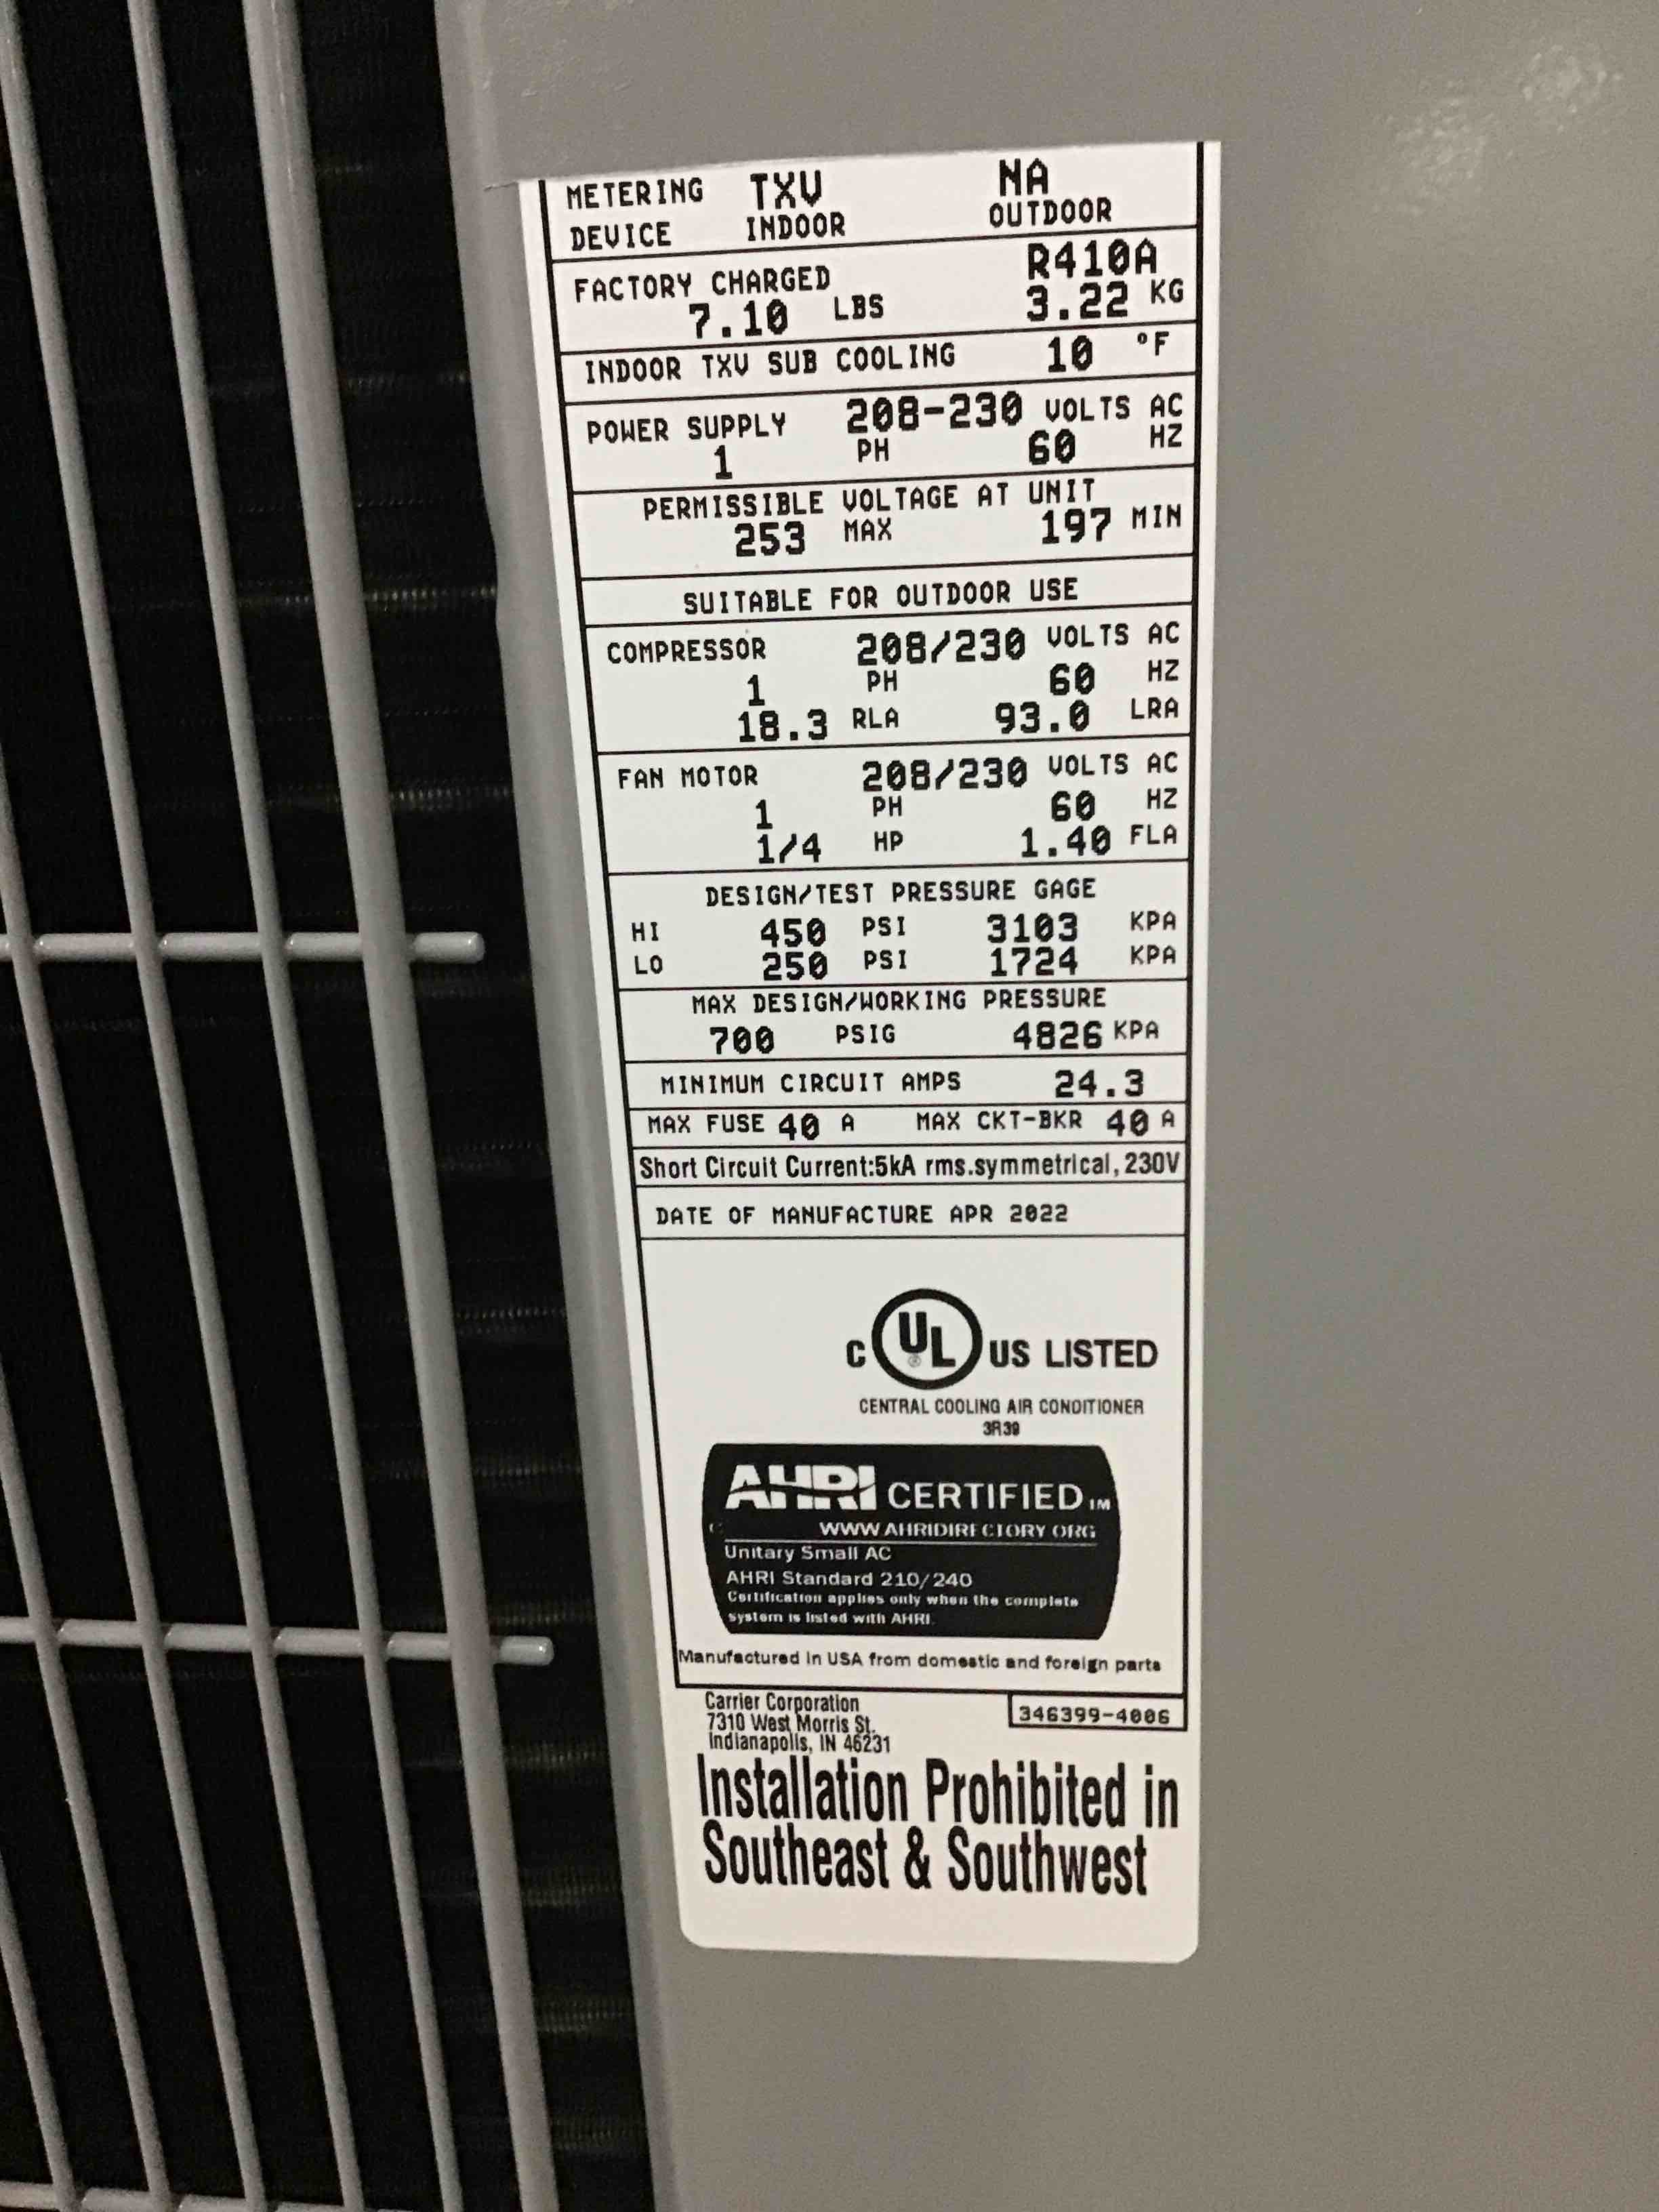 METERING TXV NA
DEVICE INDOOR OUTDOOR
FACTORY CHARGED R410A
7.10 LBS 3.22 KG
INDOOR TXV SUB COOLING 10 °F
POWER SUPPLY 208-230 VOLTS AC
1 PH 60 HZ
PERMISSIBLE VOLTAGE AT UNIT
253 MAX 197 MIN
SUITABLE FOR OUTDOOR USE
COMPRESSOR 208/230 VOLTS AC
1 PH 60 HZ
18.3 RLA 93.0 LRA
FAN MOTOR 208/230 VOLTS AC
1 PH 60 HZ
1/4 HP 1.40 FLA
DESIGN/TEST PRESSURE GAGE
HI 450 PSI 3103 KPA
LO 250 PSI 1724 KPA
MAX DESIGN/WORKING PRESSURE
700 PSIG 4826 KPA
MINIMUM CIRCUIT AMPS 24.3
MAX FUSE 40 A MAX CKT-BKR 40 A
Short Circuit Current:5kA rms.symmetrical, 230V
DATE OF MANUFACTURE APR 2022
C UL ® US LISTED
CENTRAL COOLING AIR CONDITIONER
3R39
AHRI CERTIFIED TM
WWW.AHRIDIRECTORY.ORG
Unitary Small AC
AHRI Standard 210/240
Certification applies only when the complete
system is listed with AHRI.
Manufactured in USA from domestic and foreign parts
Carrier Corporation
7310 West Morris St.
Indianapolis, IN 46231
346399-4006
Installation Prohibited in
Southeast & Southwest